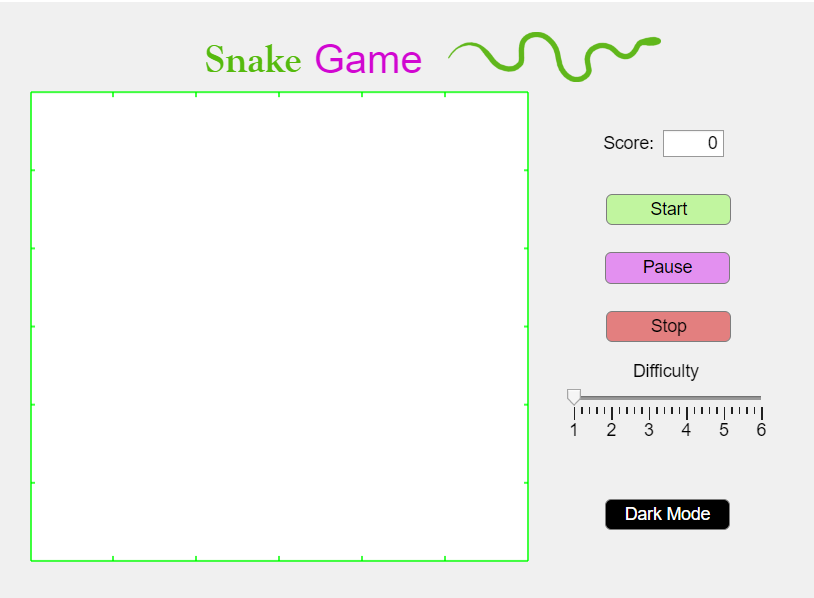 Snake Game
Score: 0
Start
Pause
Stop
Difficulty
1 2 3 4 5 6
Dark Mode